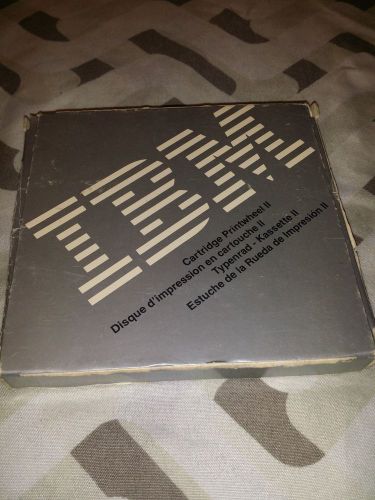 IBM
Cartridge Printwheel II
Disque d'impression en cartouche II
Typenrad - Kassette II
Estuche de la Rueda de Impresión II